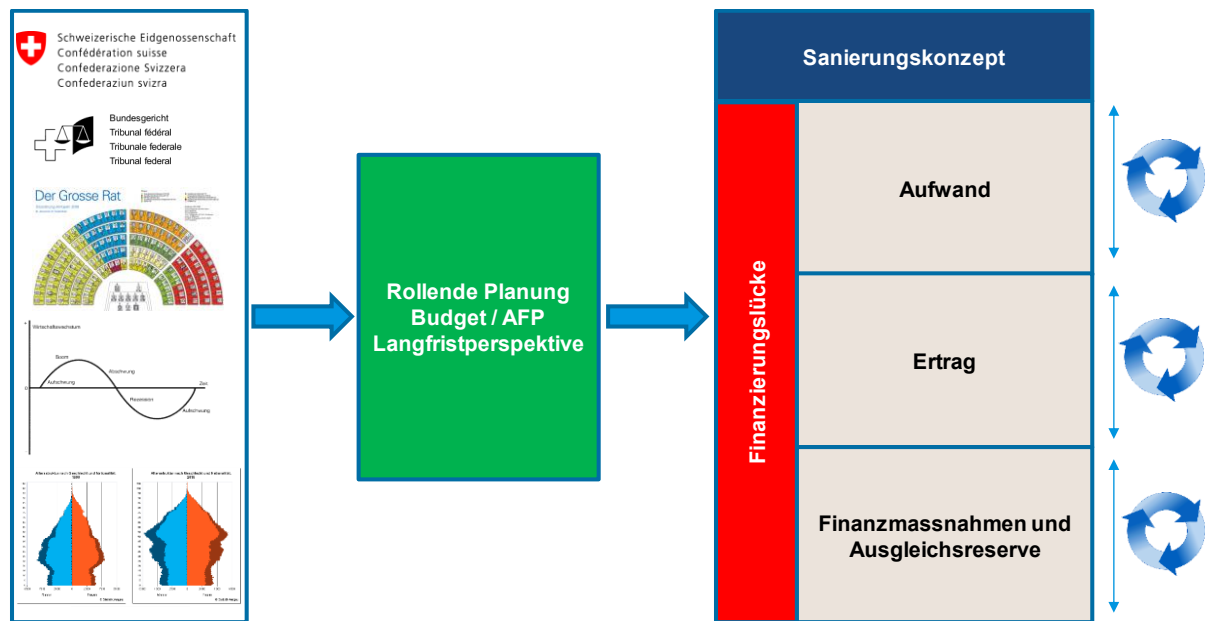 Schweizerische Eidgenossenschaft
Confédération suisse
Confederazione Svizzera
Confederaziun svizra
Bundesgericht
Tribunal fédéral
Tribunale federale
Tribunal federal
Der Grosse Rat
Wirtschaftswachstum
Boom
Abschwung
Aufschwung
Zeit
0
Rezession
Aufschwung
Rollende Planung
Budget / AFP
Langfristperspektive
Sanierungskonzept
Finanzierungslücke
Aufwand
Ertrag
Finanzmassnahmen und
Ausgleichsreserve